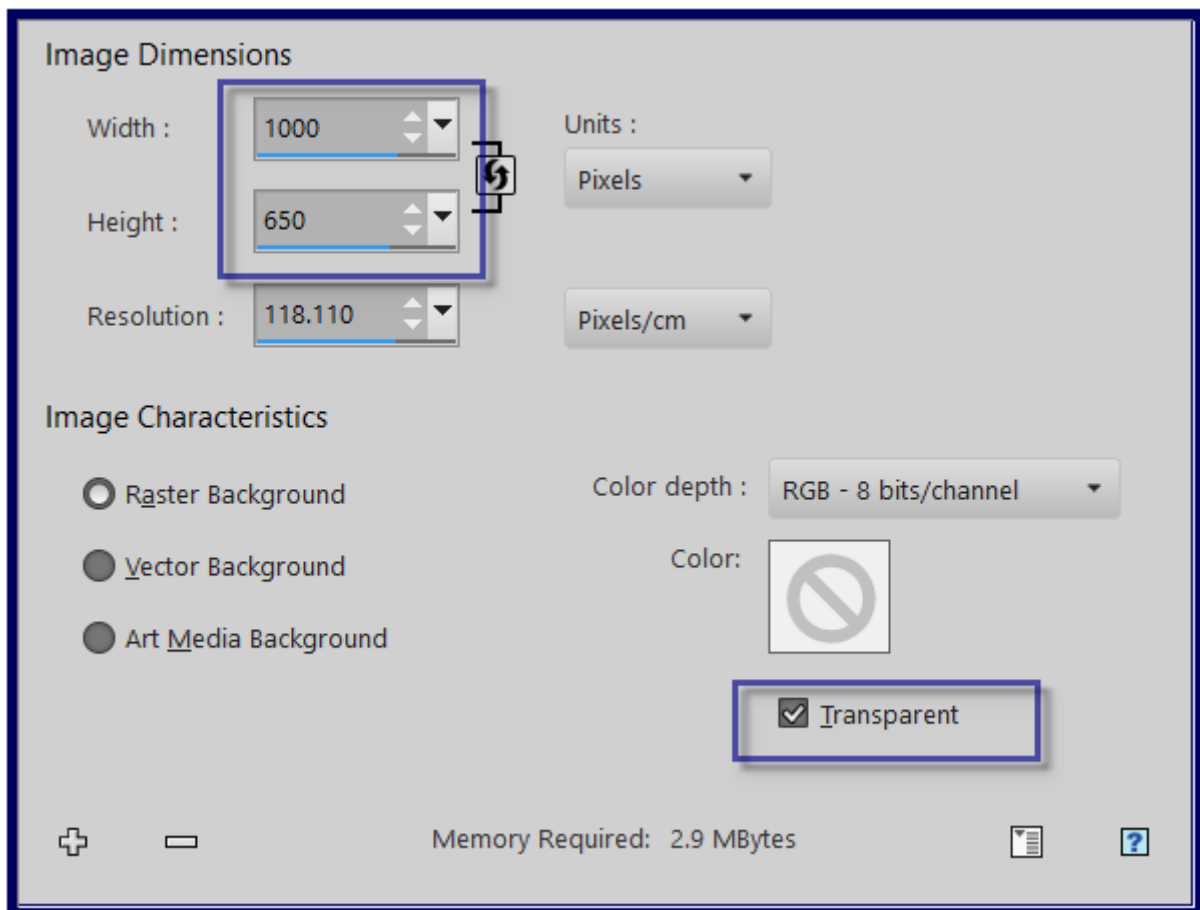 Image Dimensions
Width :
1000
Units :
Pixels
Height :
650
Resolution :
118.110
Pixels/cm
Image Characteristics
Raster Background
Color depth :
RGB - 8 bits/channel
Vector Background
Color:
Art Media Background
Transparent
Memory Required: 2.9 MBytes
?